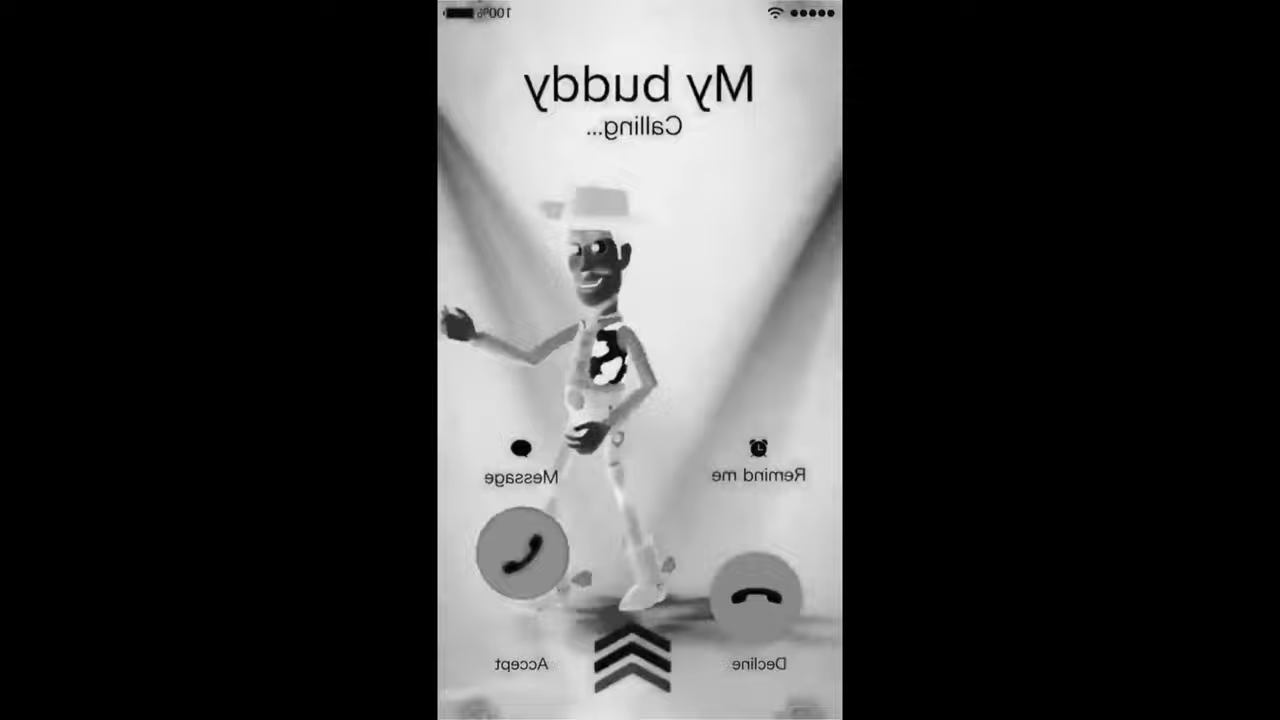 100%
My buddy
Calling...
Remind me
Message
Decline
Accept